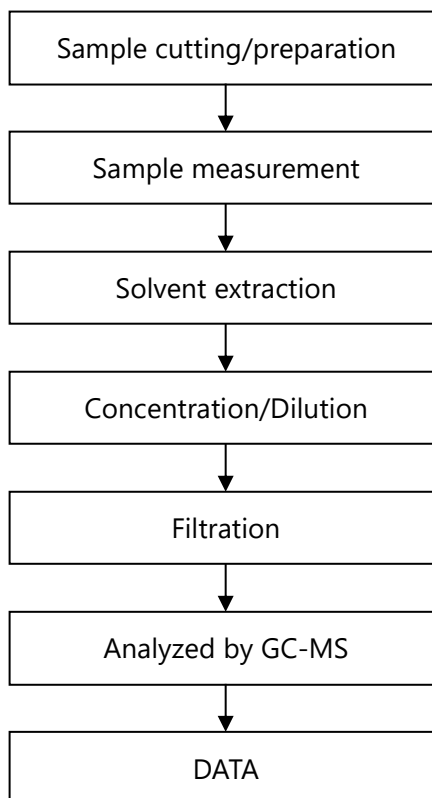 Sample cutting/preparation
Sample measurement
Solvent extraction
Concentration/Dilution
Filtration
Analyzed by GC-MS
DATA